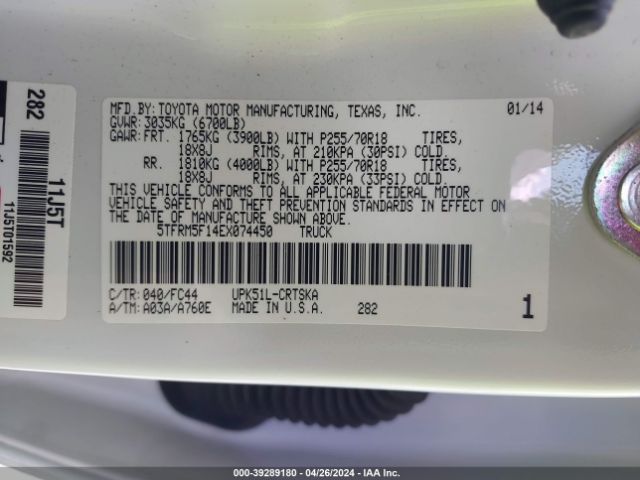 MFD.BY: TOYOTA MOTOR MANUFACTURING, TEXAS, INC. 01/14
GVWR: 3035KG (6700LB)
GAWR: FRT. 1765KG (3900LB) WITH P255/70R18 TIRES,
18X8J RIMS, AT 210KPA (30PSI) COLD
RR. 1810KG (4000LB) WITH P255/70R18 TIRES,
18X8J RIMS, AT 230KPA (33PSI) COLD
THIS VEHICLE CONFORMS TO ALL APPLICABLE FEDERAL MOTOR
VEHICLE SAFETY AND THEFT PREVENTION STANDARDS IN EFFECT ON
THE DATE OF MANUFACTURE SHOWN ABOVE.
5TFRM5F14EX074450 TRUCK
C/TR: 040/FC44 UPK51L-CRTSKA
A/TM: A03A/A760E MADE IN U.S.A. 282 1
282
11J5T
11J5T01592
000-39289180 - 04/26/2024 - IAA Inc.